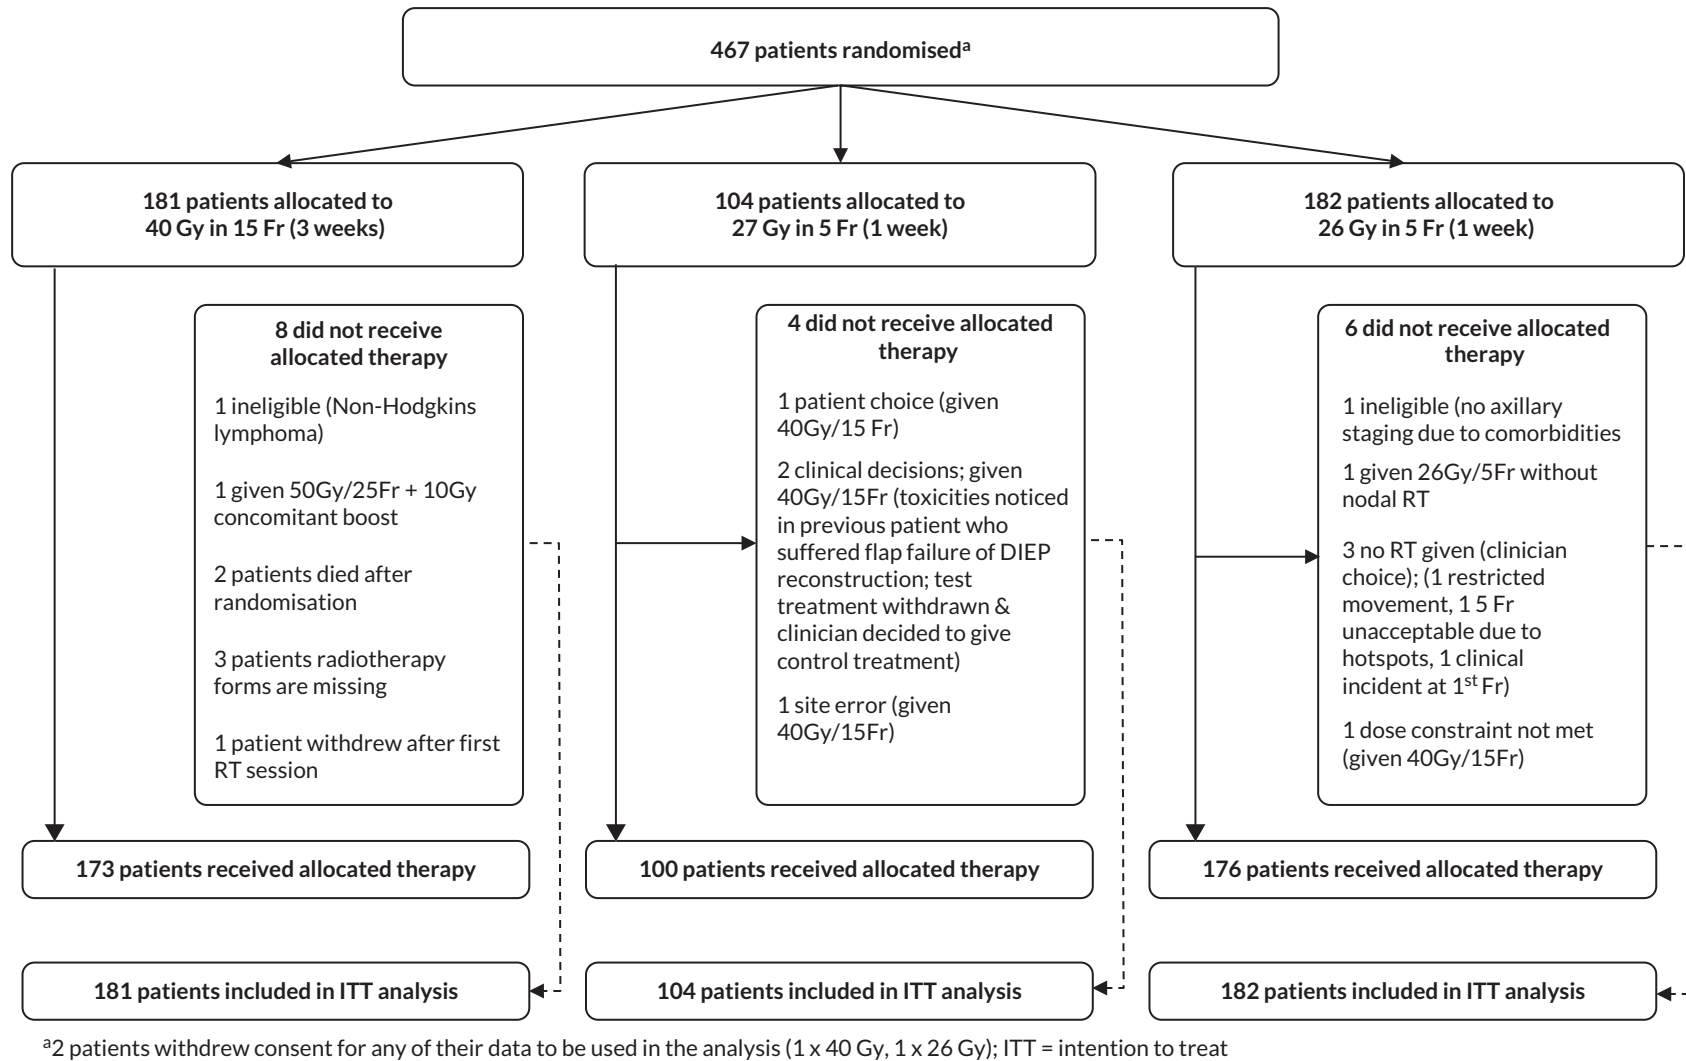 467 patients randomisedᵃ
181 patients allocated to
40 Gy in 15 Fr (3 weeks)
104 patients allocated to
27 Gy in 5 Fr (1 week)
182 patients allocated to
26 Gy in 5 Fr (1 week)
8 did not receive
allocated therapy
1 ineligible (Non-Hodgkins
lymphoma)
1 given 50Gy/25Fr + 10Gy
concomitant boost
2 patients died after
randomisation
3 patients radiotherapy
forms are missing
1 patient withdrew after first
RT session
4 did not receive allocated
therapy
1 patient choice (given
40Gy/15 Fr)
2 clinical decisions; given
40Gy/15Fr (toxicities noticed
in previous patient who
suffered flap failure of DIEP
reconstruction; test
treatment withdrawn &
clinician decided to give
control treatment)
1 site error (given
40Gy/15Fr)
6 did not receive allocated
therapy
1 ineligible (no axillary
staging due to comorbidities
1 given 26Gy/5Fr without
nodal RT
3 no RT given (clinician
choice); (1 restricted
movement, 1 5 Fr
unacceptable due to
hotspots, 1 clinical
incident at 1ˢᵗ Fr)
1 dose constraint not met
(given 40Gy/15Fr)
173 patients received allocated therapy
100 patients received allocated therapy
176 patients received allocated therapy
181 patients included in ITT analysis
104 patients included in ITT analysis
182 patients included in ITT analysis
ᵃ2 patients withdrew consent for any of their data to be used in the analysis (1 x 40 Gy, 1 x 26 Gy); ITT = intention to treat